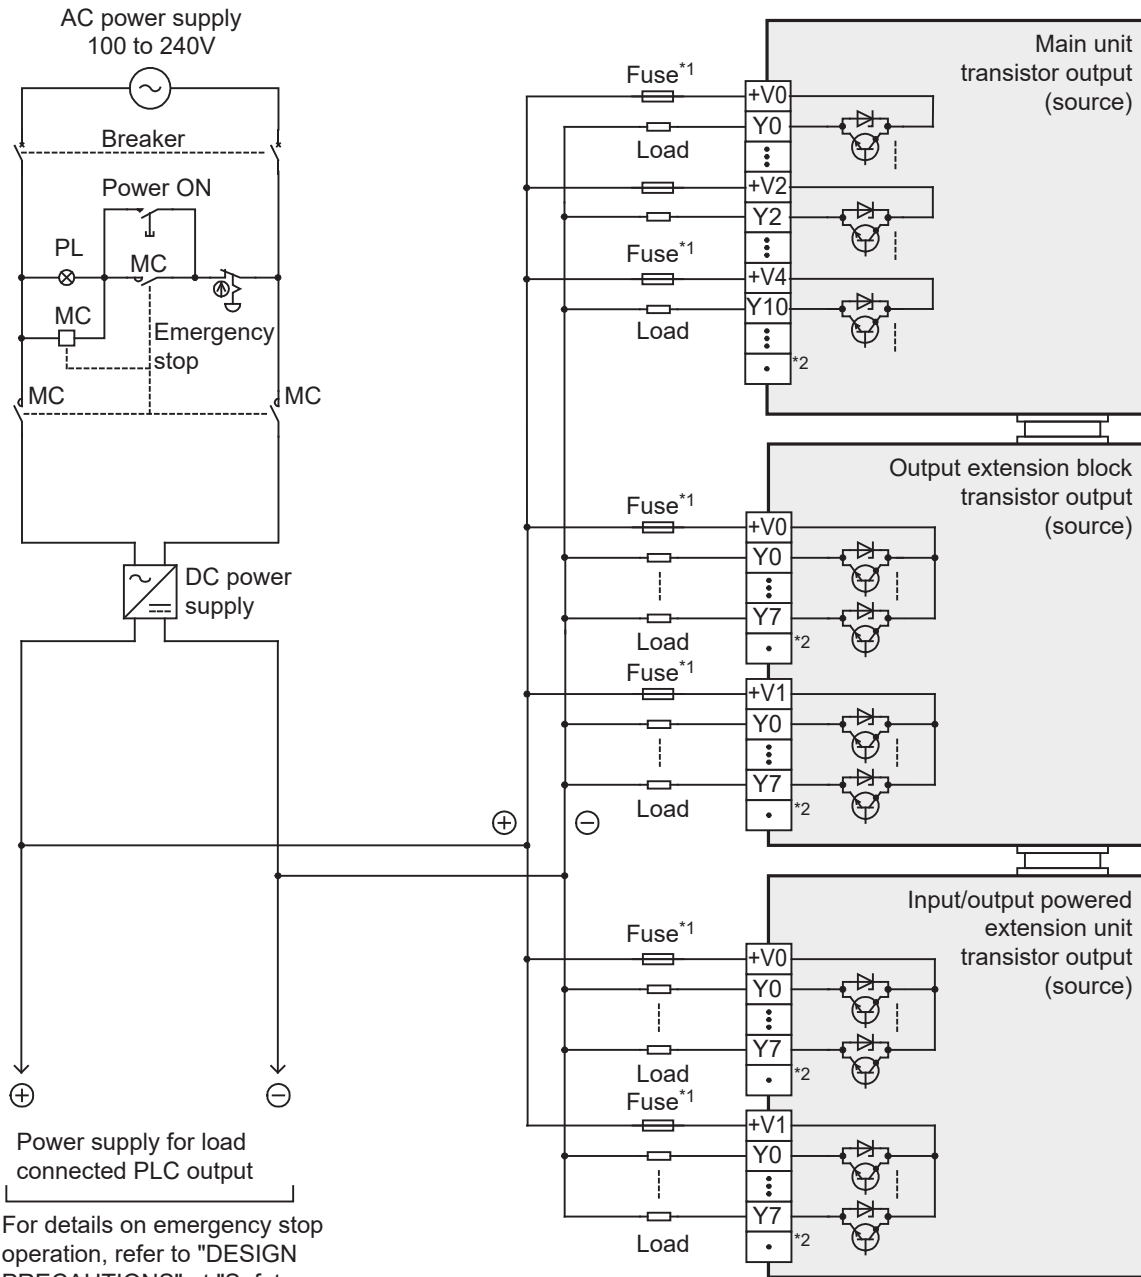 AC power supply
100 to 240V
Breaker
Power ON
PL
MC
MC
Emergency
stop
MC
MC
DC power
supply
Power supply for load
connected PLC output
For details on emergency stop
operation, refer to "DESIGN
Main unit
transistor output
(source)
Fuse*1
+V0
Y0
Load
+V2
Y2
Fuse*1
+V4
Y10
Load
*2
Output extension block
transistor output
(source)
Fuse*1
+V0
Y0
Y7
Load
*2
Fuse*1
+V1
Y0
Y7
Load
*2
Input/output powered
extension unit
transistor output
(source)
Fuse*1
+V0
Y0
Y7
Load
*2
Fuse*1
+V1
Y0
Y7
Load
*2